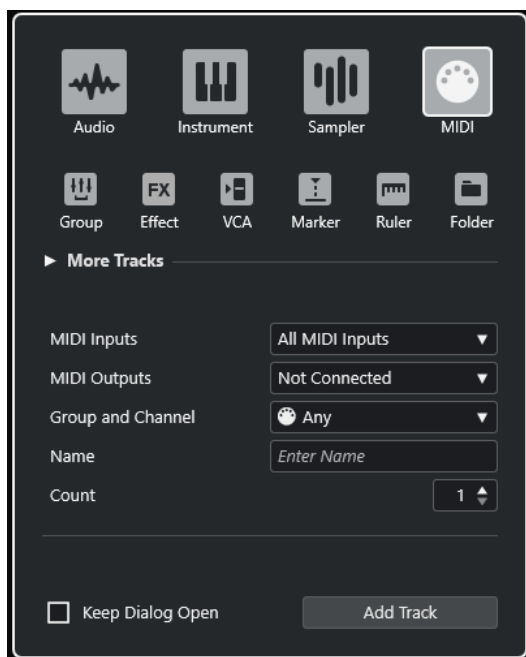 Audio Instrument Sampler MIDI
FX
Group Effect VCA Marker Ruler Folder
More Tracks
MIDI Inputs All MIDI Inputs
MIDI Outputs Not Connected
Group and Channel Any
Name Enter Name
Count 1
Keep Dialog Open Add Track